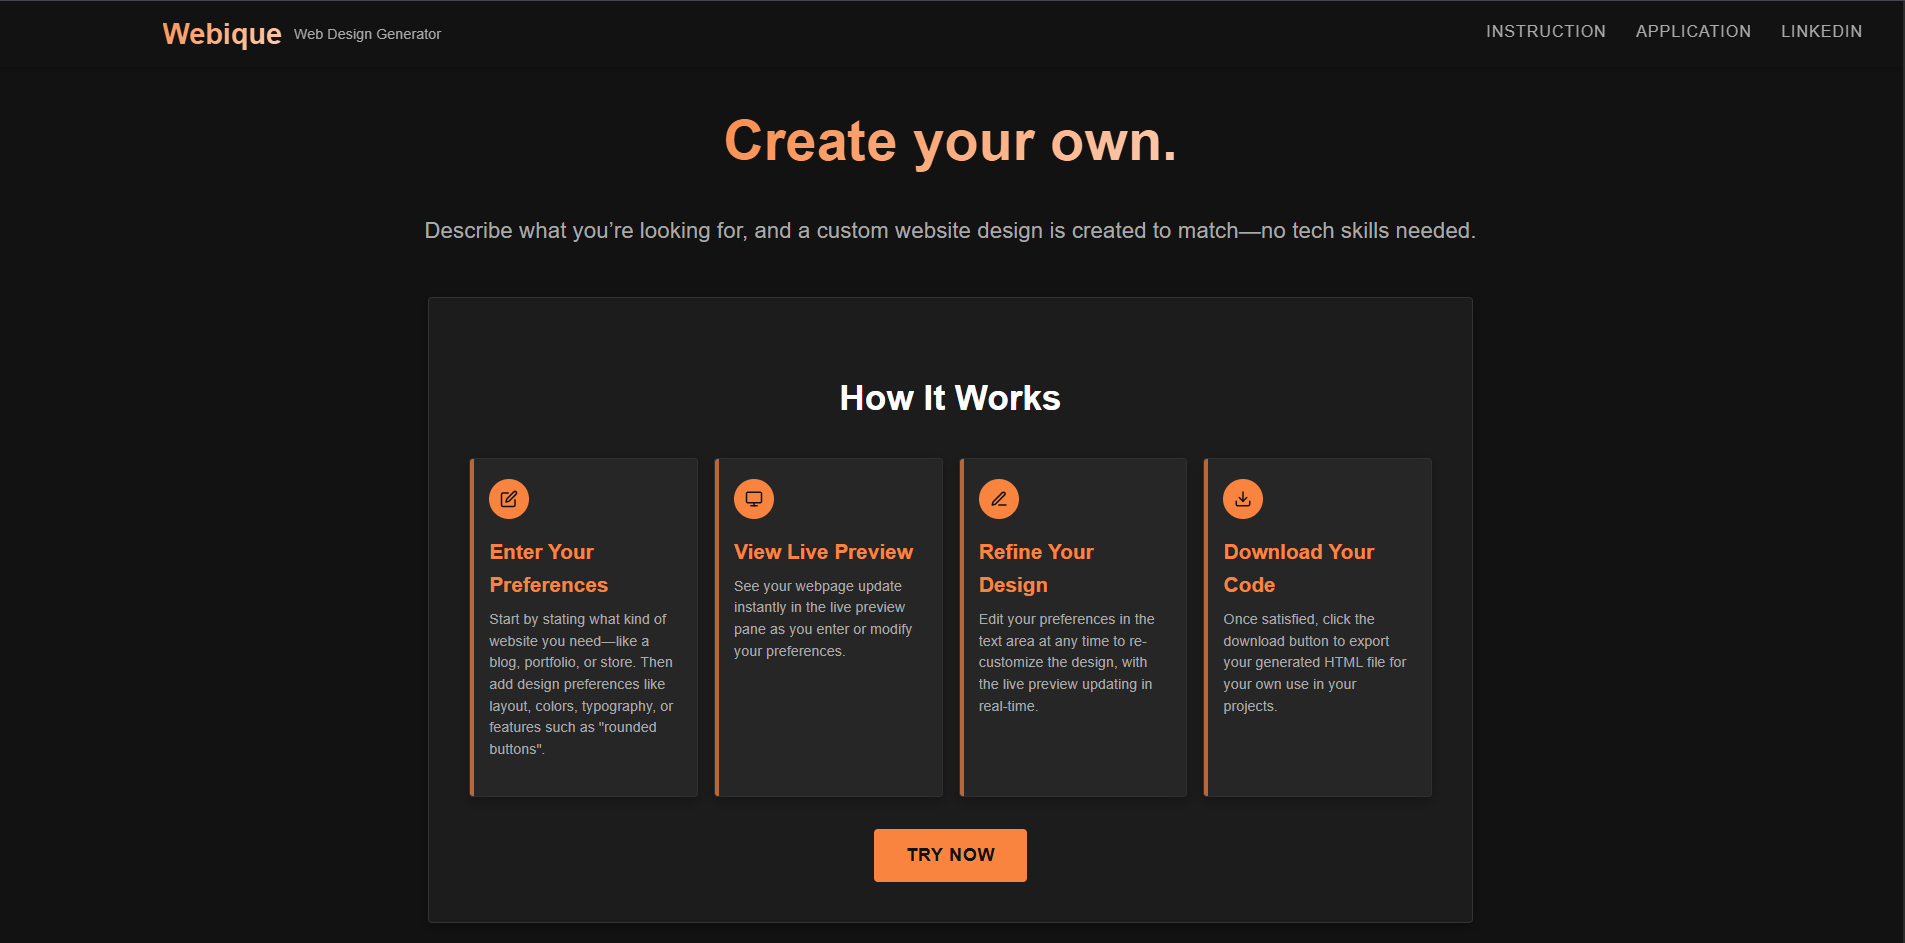 Webique Web Design Generator INSTRUCTION APPLICATION LINKEDIN
Create your own.
Describe what you’re looking for, and a custom website design is created to match—no tech skills needed.
How It Works
Enter Your
Preferences
Start by stating what kind of
website you need—like a
blog, portfolio, or store. Then
add design preferences like
layout, colors, typography, or
features such as "rounded
buttons".
View Live Preview
See your webpage update
instantly in the live preview
pane as you enter or modify
your preferences.
Refine Your
Design
Edit your preferences in the
text area at any time to re-
customize the design, with
the live preview updating in
real-time.
Download Your
Code
Once satisfied, click the
download button to export
your generated HTML file for
your own use in your
projects.
TRY NOW